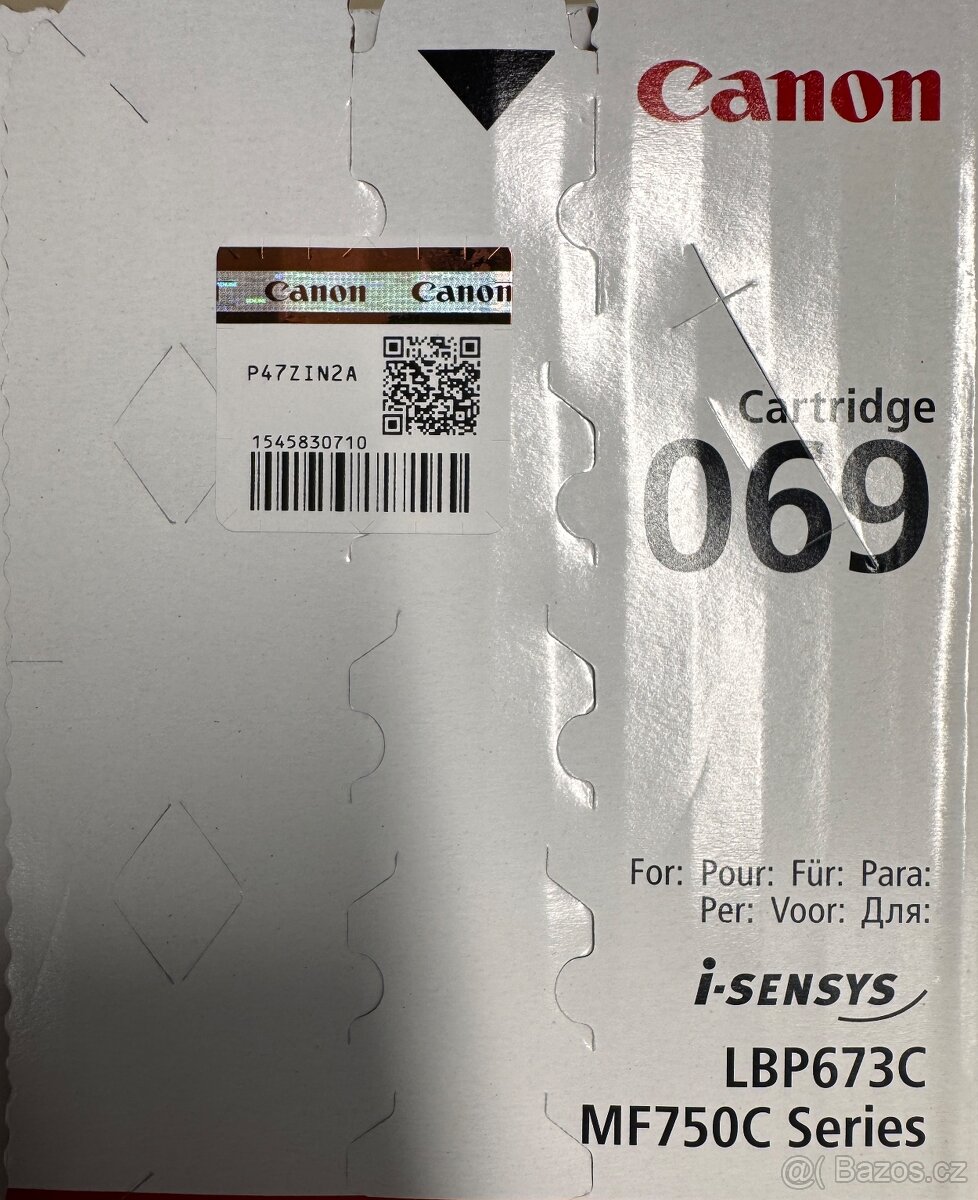 Canon
Canon Canon
P47ZIN2A
1545830710
Cartridge
069
For: Pour: Für: Para:
Per: Voor: Для:
i-SENSYS
LBP673C
MF750C Series
@( Bazos.cz